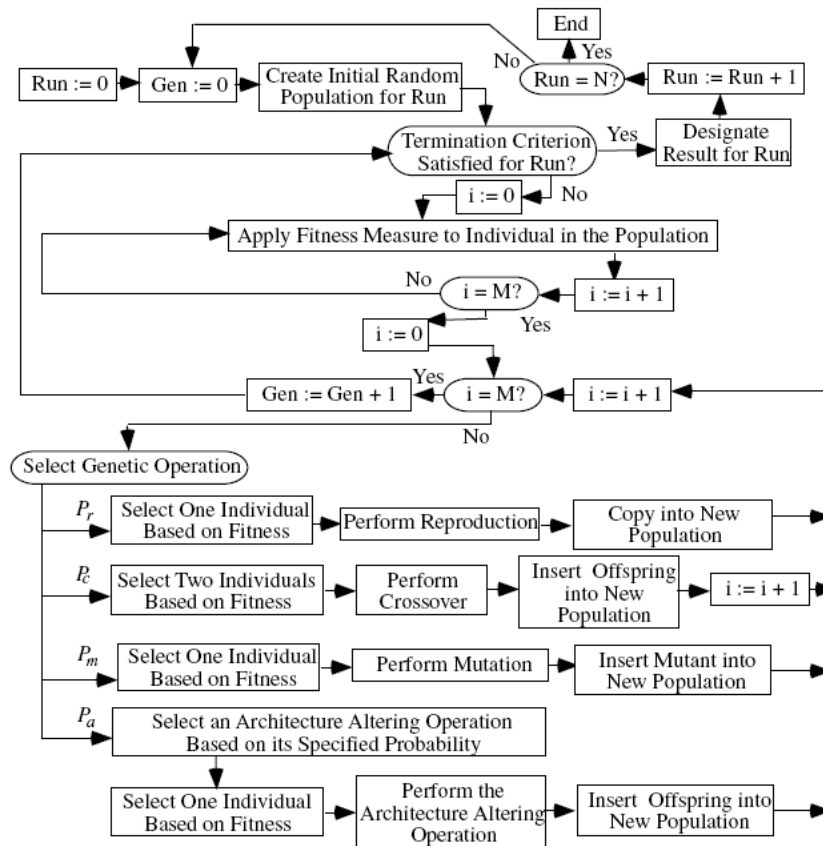 End
Yes
No
Run := 0
Gen := 0
Create Initial Random
Population for Run
Run = N?
Run := Run + 1
Termination Criterion
Satisfied for Run?
Yes
Designate
Result for Run
No
i := 0
Apply Fitness Measure to Individual in the Population
No
i = M?
i := i + 1
Yes
i := 0
Gen := Gen + 1
Yes
i = M?
i := i + 1
No
Select Genetic Operation
Pr
Select One Individual
Based on Fitness
Perform Reproduction
Copy into New
Population
Pc
Select Two Individuals
Based on Fitness
Perform
Crossover
Insert Offspring
into New
Population
i := i + 1
Pm
Select One Individual
Based on Fitness
Perform Mutation
Insert Mutant into
New Population
Pa
Select an Architecture Altering Operation
Based on its Specified Probability
Select One Individual
Based on Fitness
Perform the
Architecture Altering
Operation
Insert Offspring into
New Population